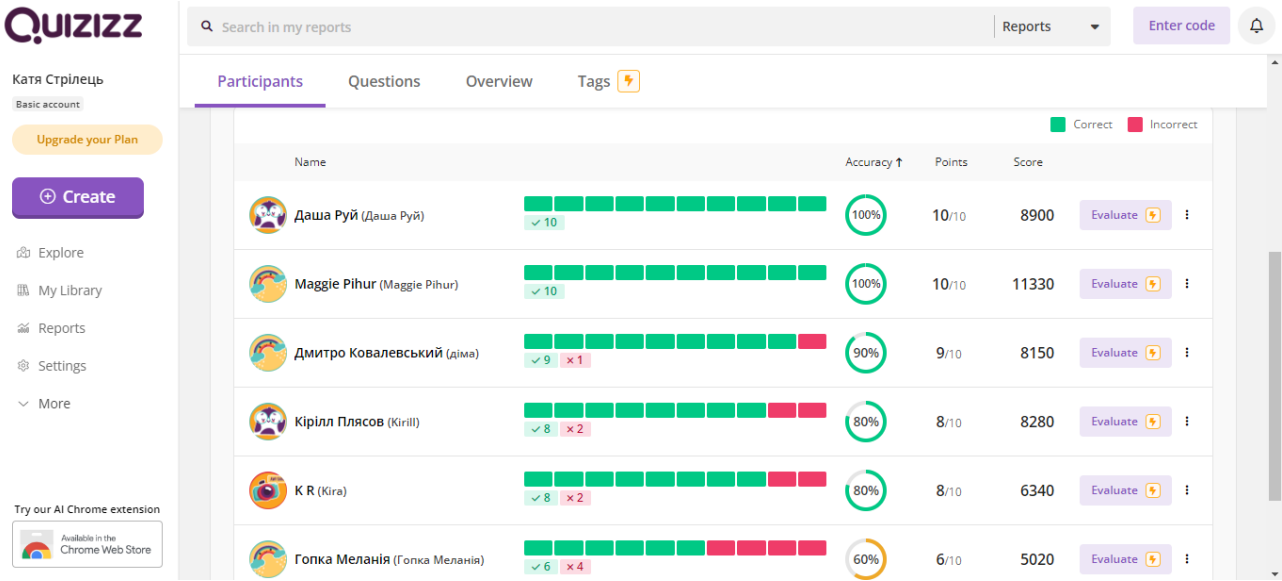 QUIZIZZ
Search in my reports
Reports
Enter code
Катя Стрілець
Basic account
Upgrade your Plan
Create
Explore
My Library
Reports
Settings
More
Try our AI Chrome extension
Available in the
Chrome Web Store
Participants Questions Overview Tags
Correct Incorrect
Name Accuracy ↑ Points Score
Даша Руй (Даша Руй) 100% 10/10 8900 Evaluate
✓ 10
Maggie Pihur (Maggie Pihur) 100% 10/10 11330 Evaluate
✓ 10
Дмитро Ковалевський (діма) 90% 9/10 8150 Evaluate
✓ 9 × 1
Кірілл Плясов (Kirill) 80% 8/10 8280 Evaluate
✓ 8 × 2
K R (Kira) 80% 8/10 6340 Evaluate
✓ 8 × 2
Гопка Меланія (Гопка Меланія) 60% 6/10 5020 Evaluate
✓ 6 × 4